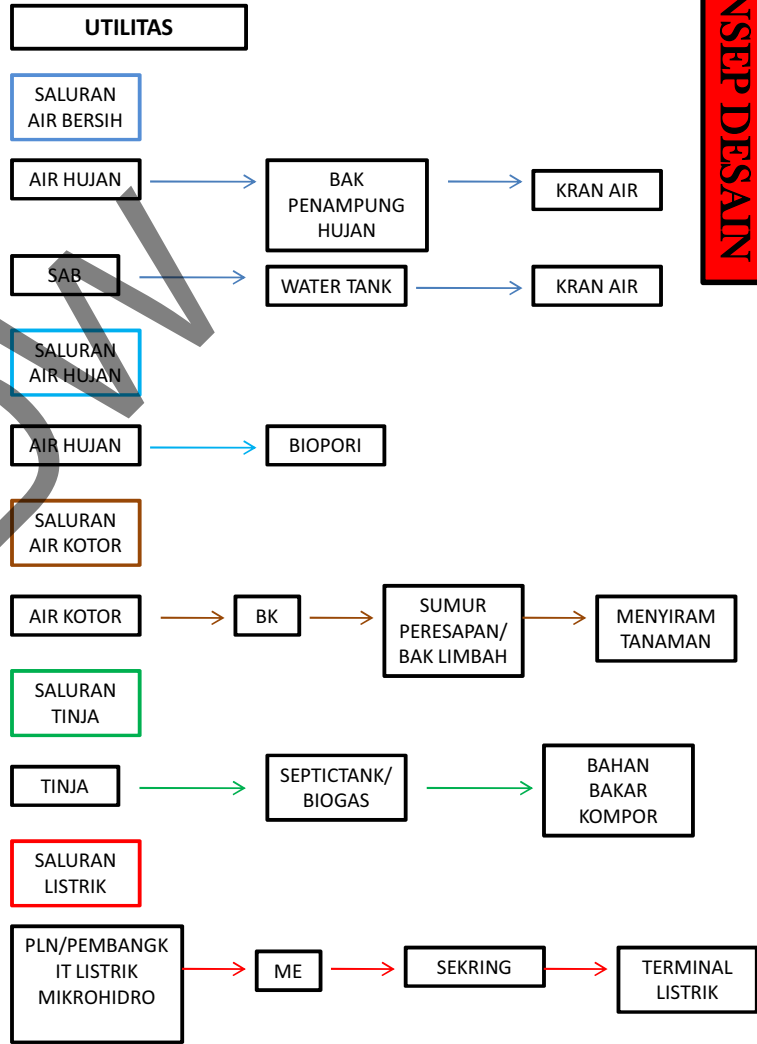 UTILITAS
NSEP DESAIN
SALURAN
AIR BERSIH
AIR HUJAN
BAK
PENAMPUNG
HUJAN
KRAN AIR
SAB
WATER TANK
KRAN AIR
SALURAN
AIR HUJAN
AIR HUJAN
BIOPORI
SALURAN
AIR KOTOR
AIR KOTOR
BK
SUMUR
PERESAPAN/
BAK LIMBAH
MENYIRAM
TANAMAN
SALURAN
TINJA
TINJA
SEPTICTANK/
BIOGAS
BAHAN
BAKAR
KOMPOR
SALURAN
LISTRIK
PLN/PEMBANGK
IT LISTRIK
MIKROHIDRO
ME
SEKRING
TERMINAL
LISTRIK